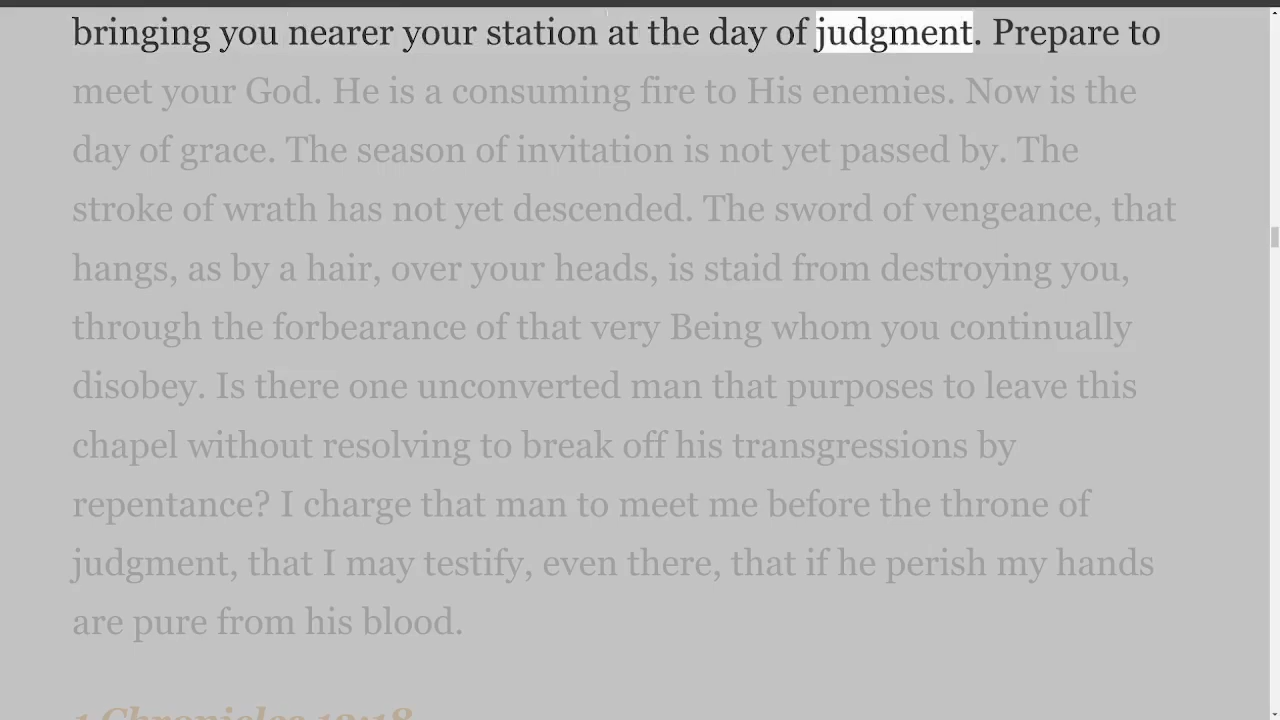 bringing you nearer your station at the day of judgment. Prepare to
meet your God. He is a consuming fire to His enemies. Now is the
day of grace. The season of invitation is not yet passed by. The
stroke of wrath has not yet descended. The sword of vengeance, that
hangs, as by a hair, over your heads, is staid from destroying you,
through the forbearance of that very Being whom you continually
disobey. Is there one unconverted man that purposes to leave this
chapel without resolving to break off his transgressions by
repentance? I charge that man to meet me before the throne of
judgment, that I may testify, even there, that if he perish my hands
are pure from his blood.
1 Chronicles 12:18